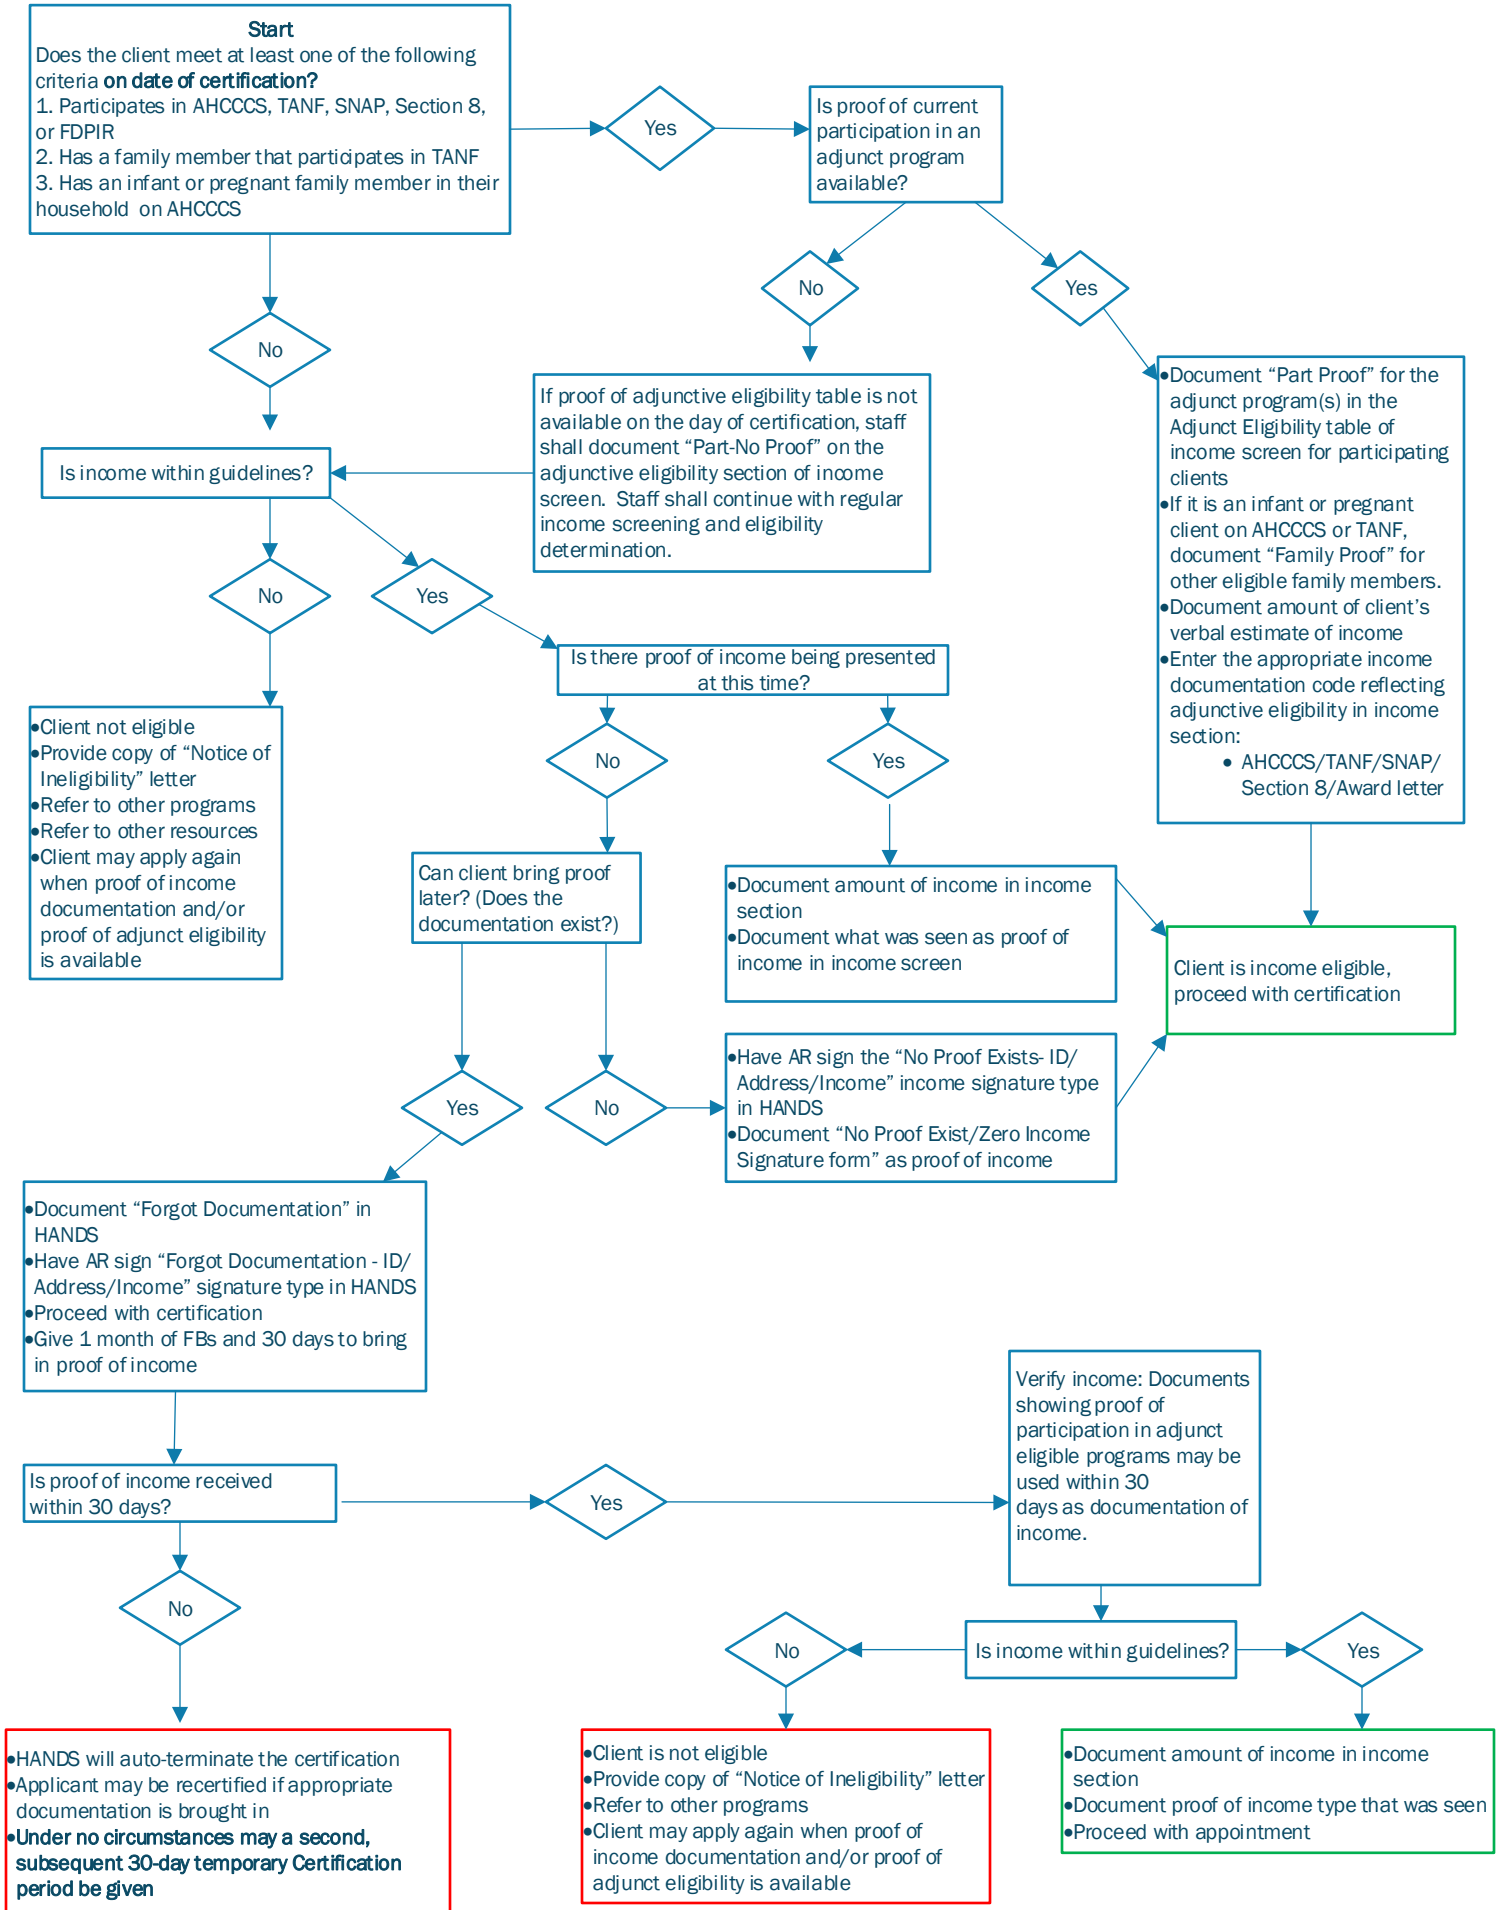 Start
Does the client meet at least one of the following
criteria on date of certification?
1. Participates in AHCCCS, TANF, SNAP, Section 8,
or FDPIR
2. Has a family member that participates in TANF
3. Has an infant or pregnant family member in their
household on AHCCCS
Yes
Is proof of current
participation in an
adjunct program
available?
No
Yes
No
If proof of adjunctive eligibility table is not
available on the day of certification, staff
shall document “Part-No Proof” on the
adjunctive eligibility section of income
screen. Staff shall continue with regular
income screening and eligibility
determination.
•Document “Part Proof” for the
adjunct program(s) in the
Adjunct Eligibility table of
income screen for participating
clients
•If it is an infant or pregnant
client on AHCCCS or TANF,
document “Family Proof” for
other eligible family members.
•Document amount of client’s
verbal estimate of income
•Enter the appropriate income
documentation code reflecting
adjunctive eligibility in income
section:
• AHCCCS/TANF/SNAP/
Section 8/Award letter
Is income within guidelines?
No
Yes
Is there proof of income being presented
at this time?
•Client not eligible
•Provide copy of “Notice of
Ineligibility” letter
•Refer to other programs
•Refer to other resources
•Client may apply again
when proof of income
documentation and/or
proof of adjunct eligibility
is available
No
Yes
Can client bring proof
later? (Does the
documentation exist?)
•Document amount of income in income
section
•Document what was seen as proof of
income in income screen
Client is income eligible,
proceed with certification
Yes
No
•Have AR sign the “No Proof Exists- ID/
Address/Income” income signature type
in HANDS
•Document “No Proof Exist/Zero Income
Signature form” as proof of income
•Document “Forgot Documentation” in
HANDS
•Have AR sign “Forgot Documentation - ID/
Address/Income” signature type in HANDS
•Proceed with certification
•Give 1 month of FBs and 30 days to bring
in proof of income
Is proof of income received
within 30 days?
Yes
Verify income: Documents
showing proof of
participation in adjunct
eligible programs may be
used within 30
days as documentation of
income.
No
No
Is income within guidelines?
Yes
•HANDS will auto-terminate the certification
•Applicant may be recertified if appropriate
documentation is brought in
•Under no circumstances may a second,
subsequent 30-day temporary Certification
period be given
•Client is not eligible
•Provide copy of “Notice of Ineligibility” letter
•Refer to other programs
•Client may apply again when proof of
income documentation and/or proof of
adjunct eligibility is available
•Document amount of income in income
section
•Document proof of income type that was seen
•Proceed with appointment